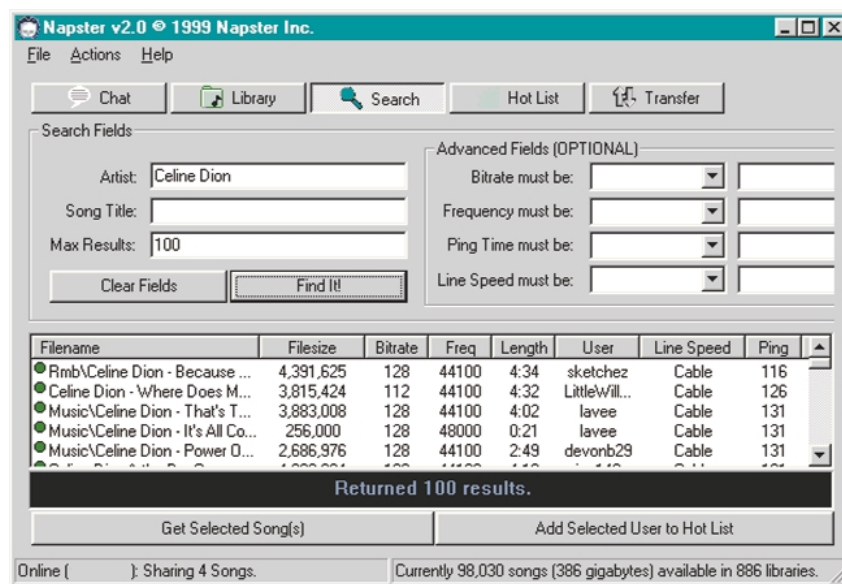 Napster v2.0 © 1999 Napster Inc.
File Actions Help
Chat Library Search Hot List Transfer
Search Fields
Advanced Fields (OPTIONAL)
Artist: Celine Dion
Bitrate must be:
Song Title:
Frequency must be:
Max Results: 100
Ping Time must be:
Clear Fields Find It!
Line Speed must be:
Filename Filesize Bitrate Freq Length User Line Speed Ping
Rmb\Celine Dion - Because ... 4,391,625 128 44100 4:34 sketchez Cable 116
Celine Dion - Where Does M... 3,815,424 112 44100 4:32 LittleWill... Cable 126
Music\Celine Dion - That's T... 3,883,008 128 44100 4:02 lavee Cable 131
Music\Celine Dion - It's All Co... 256,000 128 48000 0:21 lavee Cable 131
Music\Celine Dion - Power O... 2,686,976 128 44100 2:49 devonb29 Cable 131
Returned 100 results.
Get Selected Song(s) Add Selected User to Hot List
Online ( ): Sharing 4 Songs. Currently 98,030 songs (386 gigabytes) available in 886 libraries.